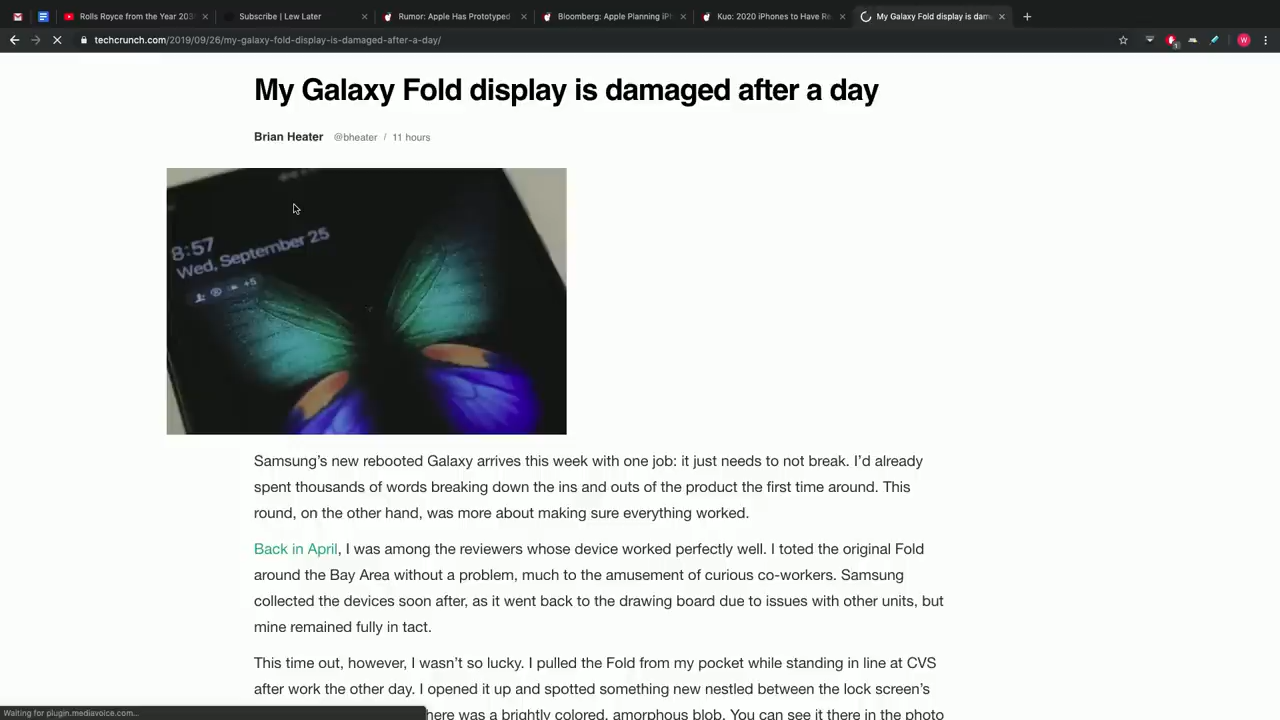 Rolls Royce from the Year 203
Subscribe | Lew Later
Rumor: Apple Has Prototyped
Bloomberg: Apple Planning iPh
Kuo: 2020 iPhones to Have Re
My Galaxy Fold display is dam
techcrunch.com/2019/09/26/my-galaxy-fold-display-is-damaged-after-a-day/
1
W
My Galaxy Fold display is damaged after a day
Brian Heater @bheater / 11 hours
8:57
Wed, September 25
+5
Samsung’s new rebooted Galaxy arrives this week with one job: it just needs to not break. I’d already
spent thousands of words breaking down the ins and outs of the product the first time around. This
round, on the other hand, was more about making sure everything worked.
Back in April, I was among the reviewers whose device worked perfectly well. I toted the original Fold
around the Bay Area without a problem, much to the amusement of curious co-workers. Samsung
collected the devices soon after, as it went back to the drawing board due to issues with other units, but
mine remained fully in tact.
This time out, however, I wasn’t so lucky. I pulled the Fold from my pocket while standing in line at CVS
after work the other day. I opened it up and spotted something new nestled between the lock screen’s
here was a brightly colored, amorphous blob. You can see it there in the photo
Waiting for plugin.mediavoice.com...